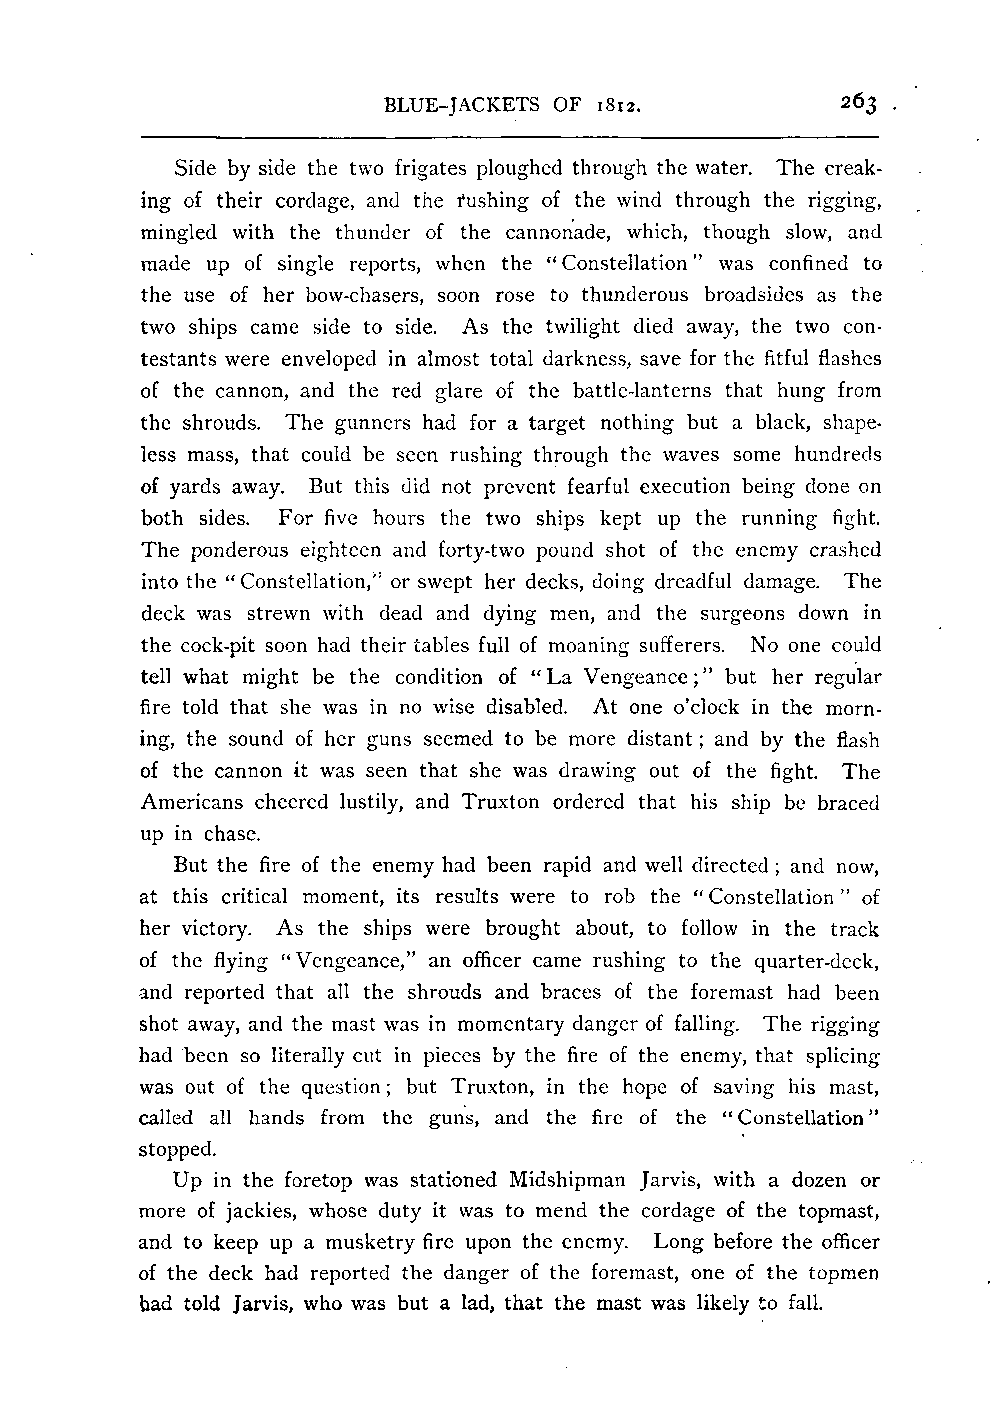 BLUE-JACKETS OF 1812. 263
Side by side the two frigates ploughed through the water. The creak-
ing of their cordage, and the rushing of the wind through the rigging,
mingled with the thunder of the cannonade, which, though slow, and
made up of single reports, when the "Constellation" was confined to
the use of her bow-chasers, soon rose to thunderous broadsides as the
two ships came side to side. As the twilight died away, the two con-
testants were enveloped in almost total darkness, save for the fitful flashes
of the cannon, and the red glare of the battle-lanterns that hung from
the shrouds. The gunners had for a target nothing but a black, shape-
less mass, that could be seen rushing through the waves some hundreds
of yards away. But this did not prevent fearful execution being done on
both sides. For five hours the two ships kept up the running fight.
The ponderous eighteen and forty-two pound shot of the enemy crashed
into the "Constellation," or swept her decks, doing dreadful damage. The
deck was strewn with dead and dying men, and the surgeons down in
the cock-pit soon had their tables full of moaning sufferers. No one could
tell what might be the condition of "La Vengeance;" but her regular
fire told that she was in no wise disabled. At one o'clock in the morn-
ing, the sound of her guns seemed to be more distant; and by the flash
of the cannon it was seen that she was drawing out of the fight. The
Americans cheered lustily, and Truxton ordered that his ship be braced
up in chase.
But the fire of the enemy had been rapid and well directed; and now,
at this critical moment, its results were to rob the "Constellation" of
her victory. As the ships were brought about, to follow in the track
of the flying "Vengeance," an officer came rushing to the quarter-deck,
and reported that all the shrouds and braces of the foremast had been
shot away, and the mast was in momentary danger of falling. The rigging
had been so literally cut in pieces by the fire of the enemy, that splicing
was out of the question; but Truxton, in the hope of saving his mast,
called all hands from the guns, and the fire of the "Constellation"
stopped.
Up in the foretop was stationed Midshipman Jarvis, with a dozen or
more of jackies, whose duty it was to mend the cordage of the topmast,
and to keep up a musketry fire upon the enemy. Long before the officer
of the deck had reported the danger of the foremast, one of the topmen
had told Jarvis, who was but a lad, that the mast was likely to fall.